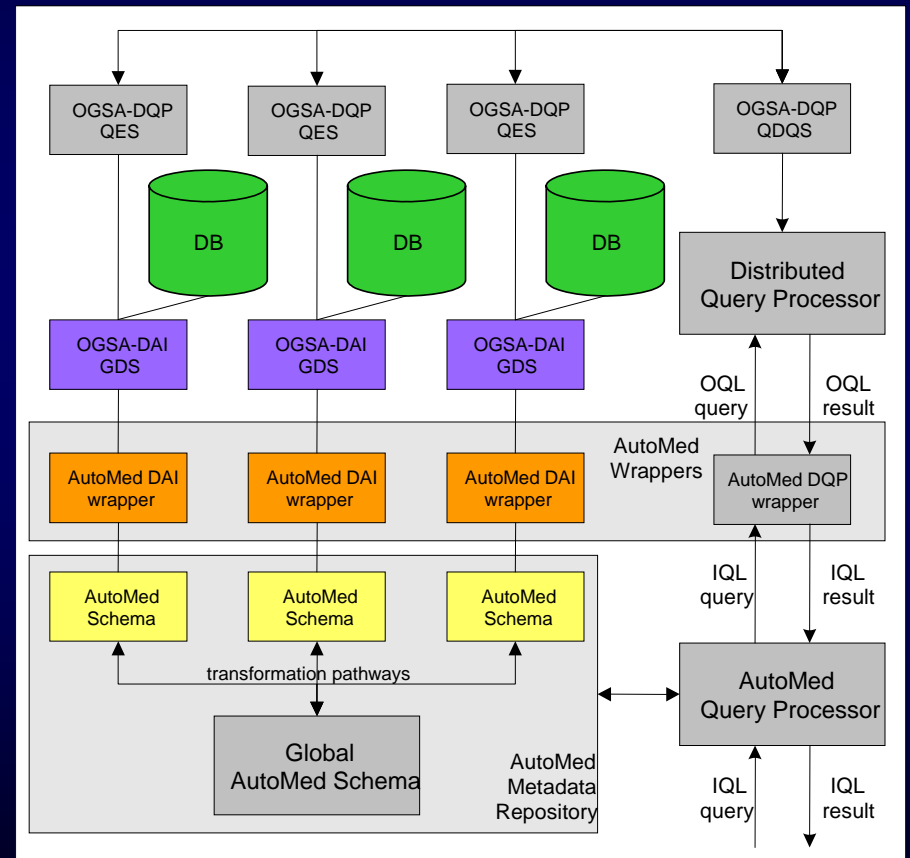 OGSA-DQP
QES
OGSA-DQP
QES
OGSA-DQP
QES
OGSA-DQP
QDQS
DB
DB
DB
Distributed
Query Processor
OGSA-DAI
GDS
OGSA-DAI
GDS
OGSA-DAI
GDS
OQL
query
OQL
result
AutoMed
Wrappers
AutoMed DAI
wrapper
AutoMed DAI
wrapper
AutoMed DAI
wrapper
AutoMed DQP
wrapper
IQL
query
IQL
result
AutoMed
Schema
AutoMed
Schema
AutoMed
Schema
transformation pathways
AutoMed
Query Processor
Global
AutoMed Schema
AutoMed
Metadata
Repository
IQL
query
IQL
result